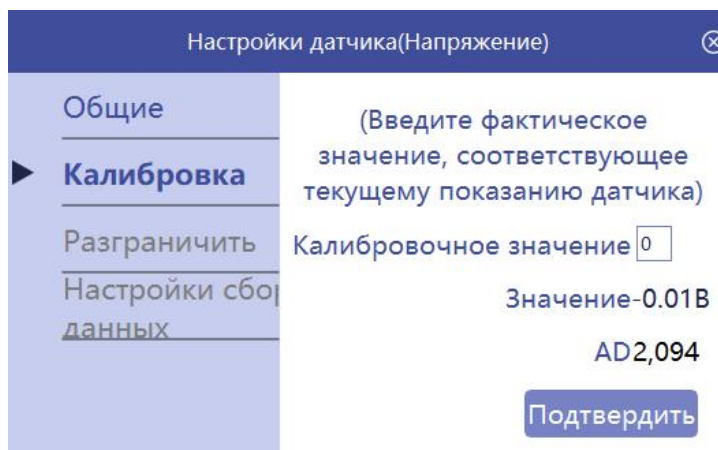 Настройки датчика(Напряжение)
Общие
Калибровка
Разграничить
Настройки сбо
данных
(Введите фактическое
значение, соответствующее
текущему показанию датчика)
Калибровочное значение 0
Значение-0.01В
AD2,094
Подтвердить